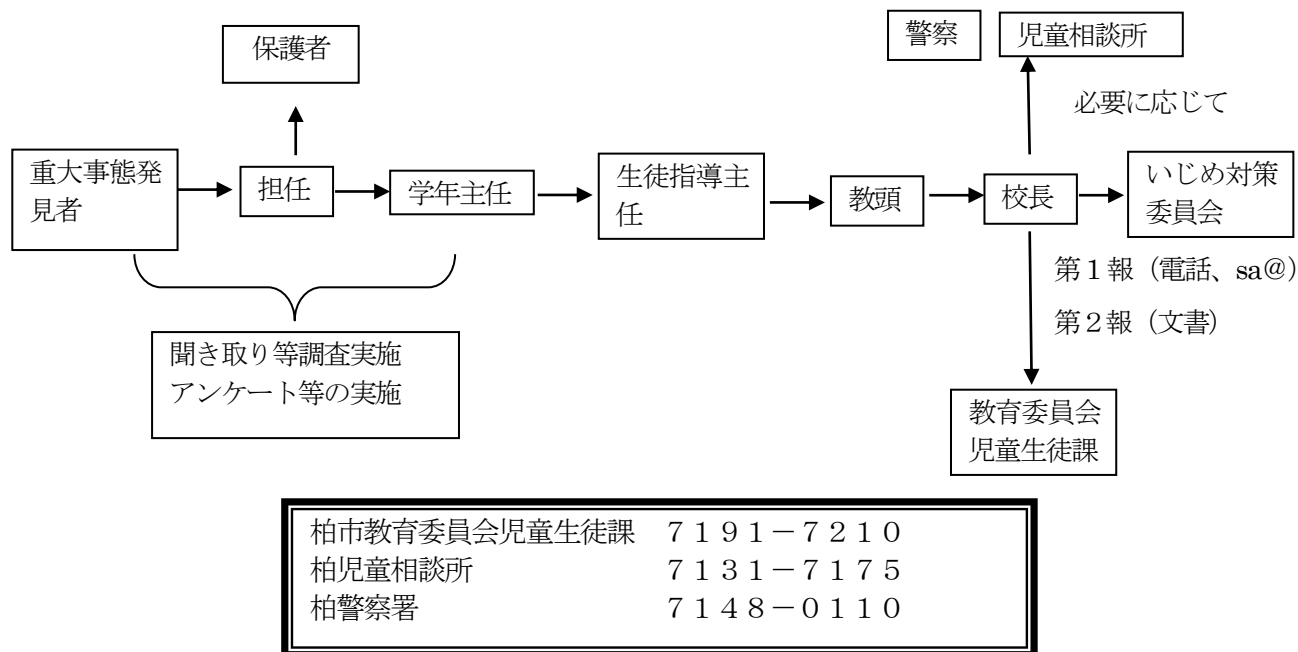 警察
児童相談所
保護者
必要に応じて
重大事態発
見者
担任
学年主任
生徒指導主
任
教頭
校長
いじめ対策
委員会
第1報（電話、sa@）
第2報（文書）
聞き取り等調査実施
アンケート等の実施
教育委員会
児童生徒課
柏市教育委員会児童生徒課　７１９１－７２１０
柏児童相談所　７１３１－７１７５
柏警察署　７１４８－０１１０